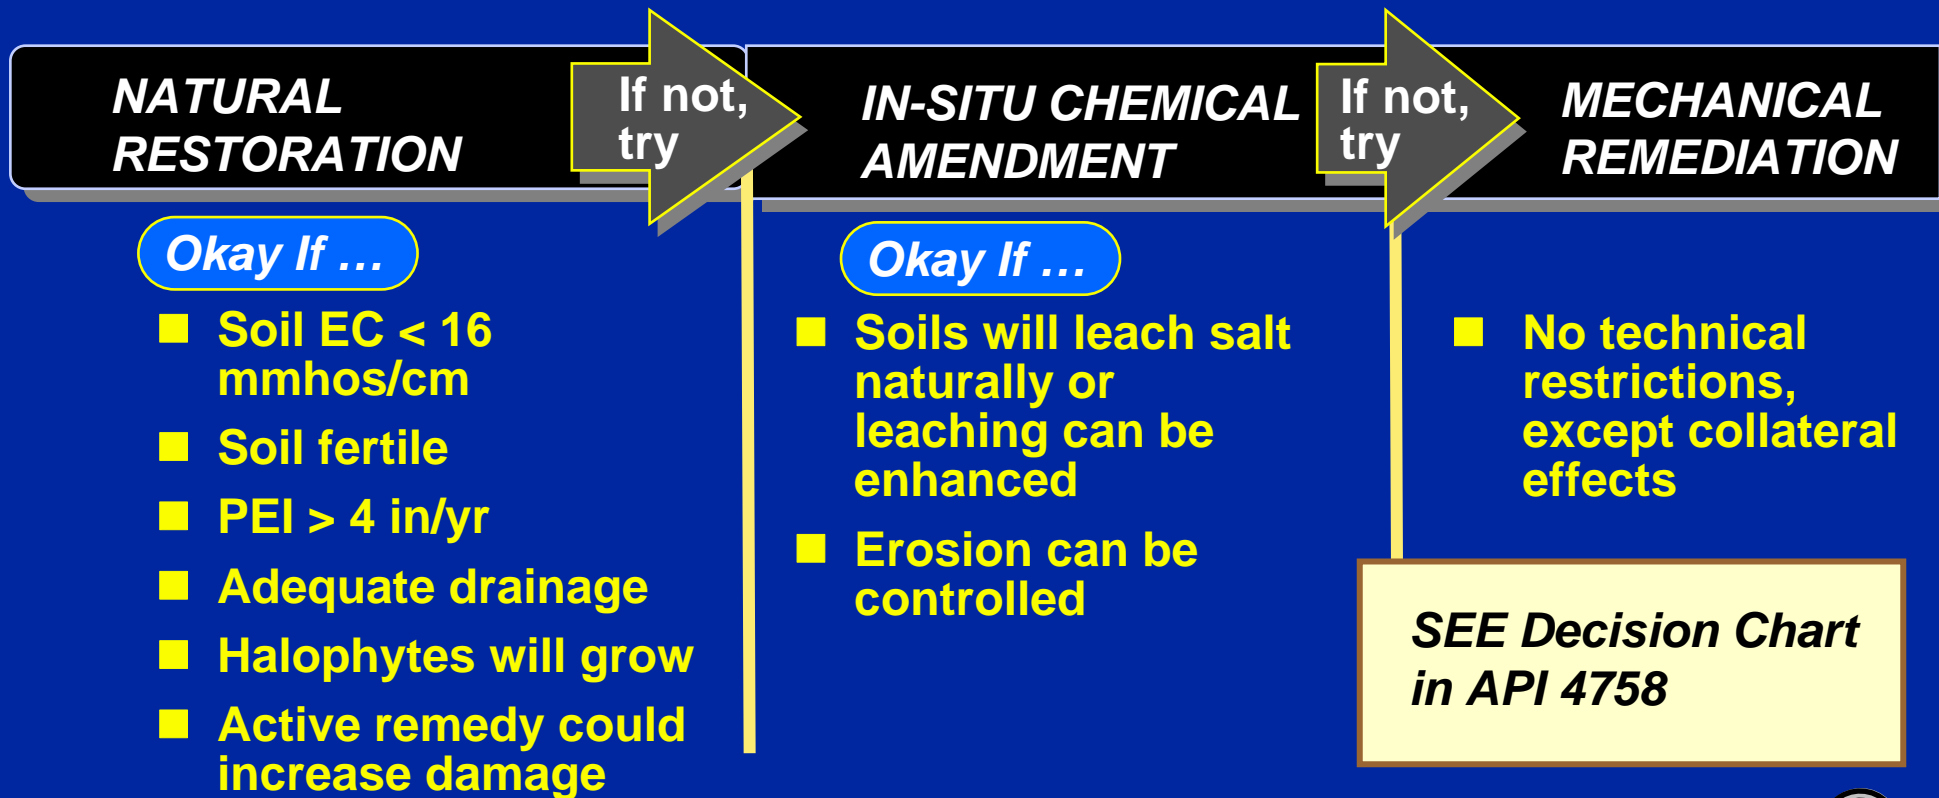 NATURAL
RESTORATION
If not,
try
IN-SITU CHEMICAL
AMENDMENT
If not,
try
MECHANICAL
REMEDIATION
Okay If …
■ Soil EC < 16
mmhos/cm
■ Soil fertile
■ PEI > 4 in/yr
■ Adequate drainage
■ Halophytes will grow
■ Active remedy could
increase damage
Okay If …
■ Soils will leach salt
naturally or
leaching can be
enhanced
■ Erosion can be
controlled
■ No technical
restrictions,
except collateral
effects
SEE Decision Chart
in API 4758